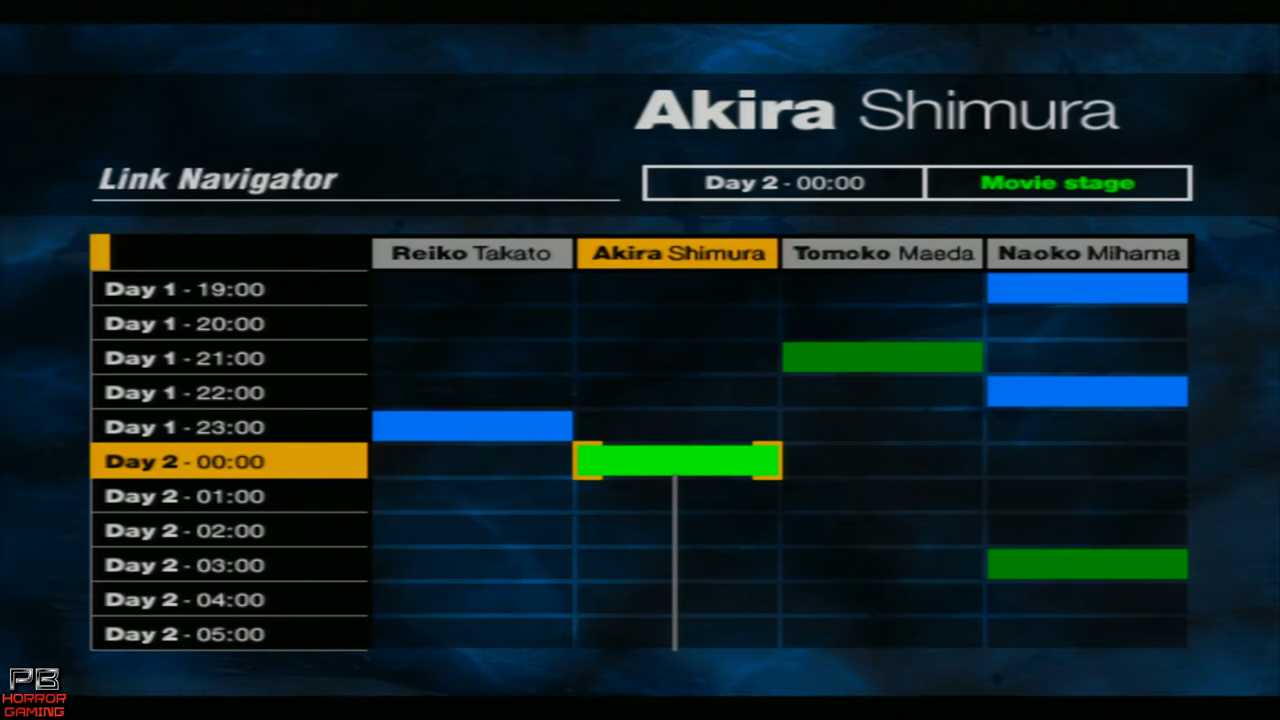 Akira Shimura
Link Navigator
Day 2 - 00:00 Movie stage
Reiko Takato Akira Shimura Tomoko Maeda Naoko Mihama
Day 1 - 19:00
Day 1 - 20:00
Day 1 - 21:00
Day 1 - 22:00
Day 1 - 23:00
Day 2 - 00:00
Day 2 - 01:00
Day 2 - 02:00
Day 2 - 03:00
Day 2 - 04:00
Day 2 - 05:00
PB
HORROR
GAMING